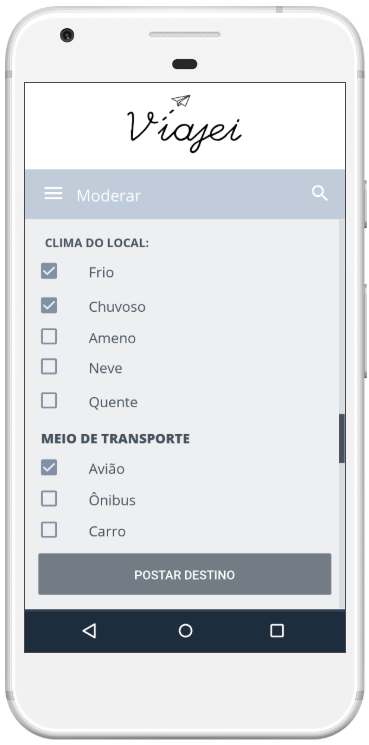 Viajei
Moderar
CLIMA DO LOCAL:
Frio
Chuvoso
Ameno
Neve
Quente
MEIO DE TRANSPORTE
Avião
Ônibus
Carro
POSTAR DESTINO